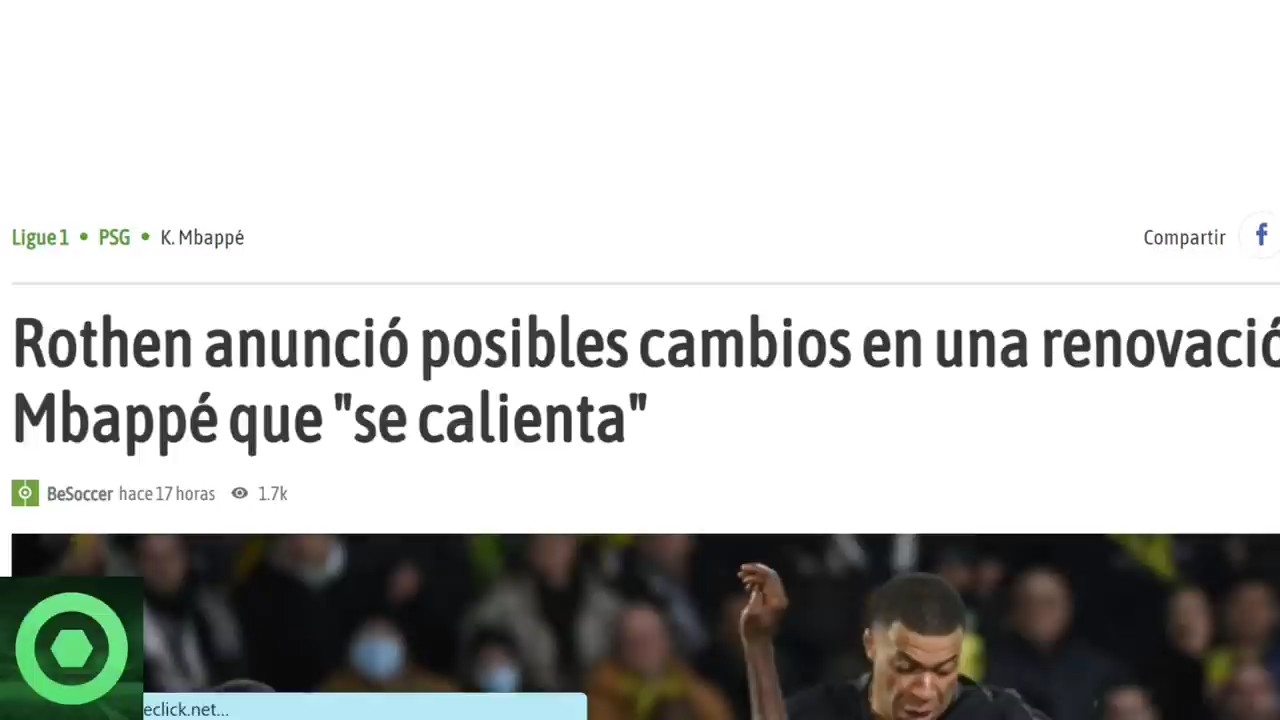 Ligue 1 • PSG • K. Mbappé
Compartir
Rothen anunció posibles cambios en una renovació
Mbappé que "se calienta"
BeSoccer hace 17 horas 1.7k
eclick.net...